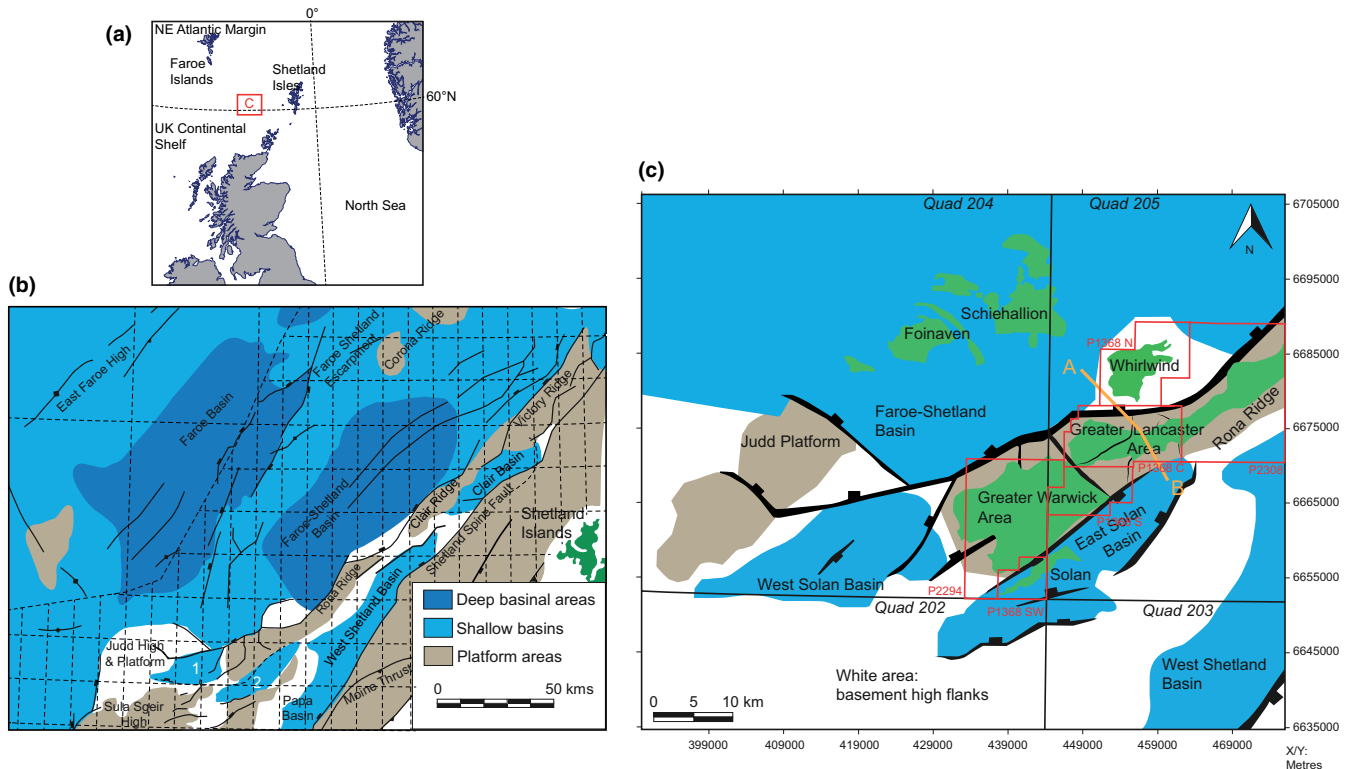 (a)
0°
NE Atlantic Margin
Faroe
Islands
Shetland
Isles
C
60°N
UK Continental
Shelf
North Sea
(b)
East Faroe High
Faroe Basin
Faroe Shetland
Escarpment
Corona Ridge
Victory Ridge
Clair Basin
Faroe-Shetland
Basin
Clair Ridge
Shetland Spine Fault
Shetland
Islands
Rona Ridge
West Shetland Basin
Judd High
& Platform
1
2
Sula Sgeir
High
Papa
Basin
Moine Thrust
Deep basinal areas
Shallow basins
Platform areas
0
50 kms
(c)
Quad 204
Quad 205
N
Schiehallion
Foinaven
P1368 N
Whirlwind
A
Faroe-Shetland
Basin
Judd Platform
Greater Lancaster
Area
Rona Ridge
P1368 C
P2308
B
Greater Warwick
Area
East Solan
Basin
West Solan Basin
Solan
P2294
P1368 SW
Quad 202
Quad 203
White area:
basement high flanks
West Shetland
Basin
0 5 10 km
6705000
6695000
6685000
6675000
6665000
6655000
6645000
6635000
399000 409000 419000 429000 439000 449000 459000 469000
X/Y:
Metres